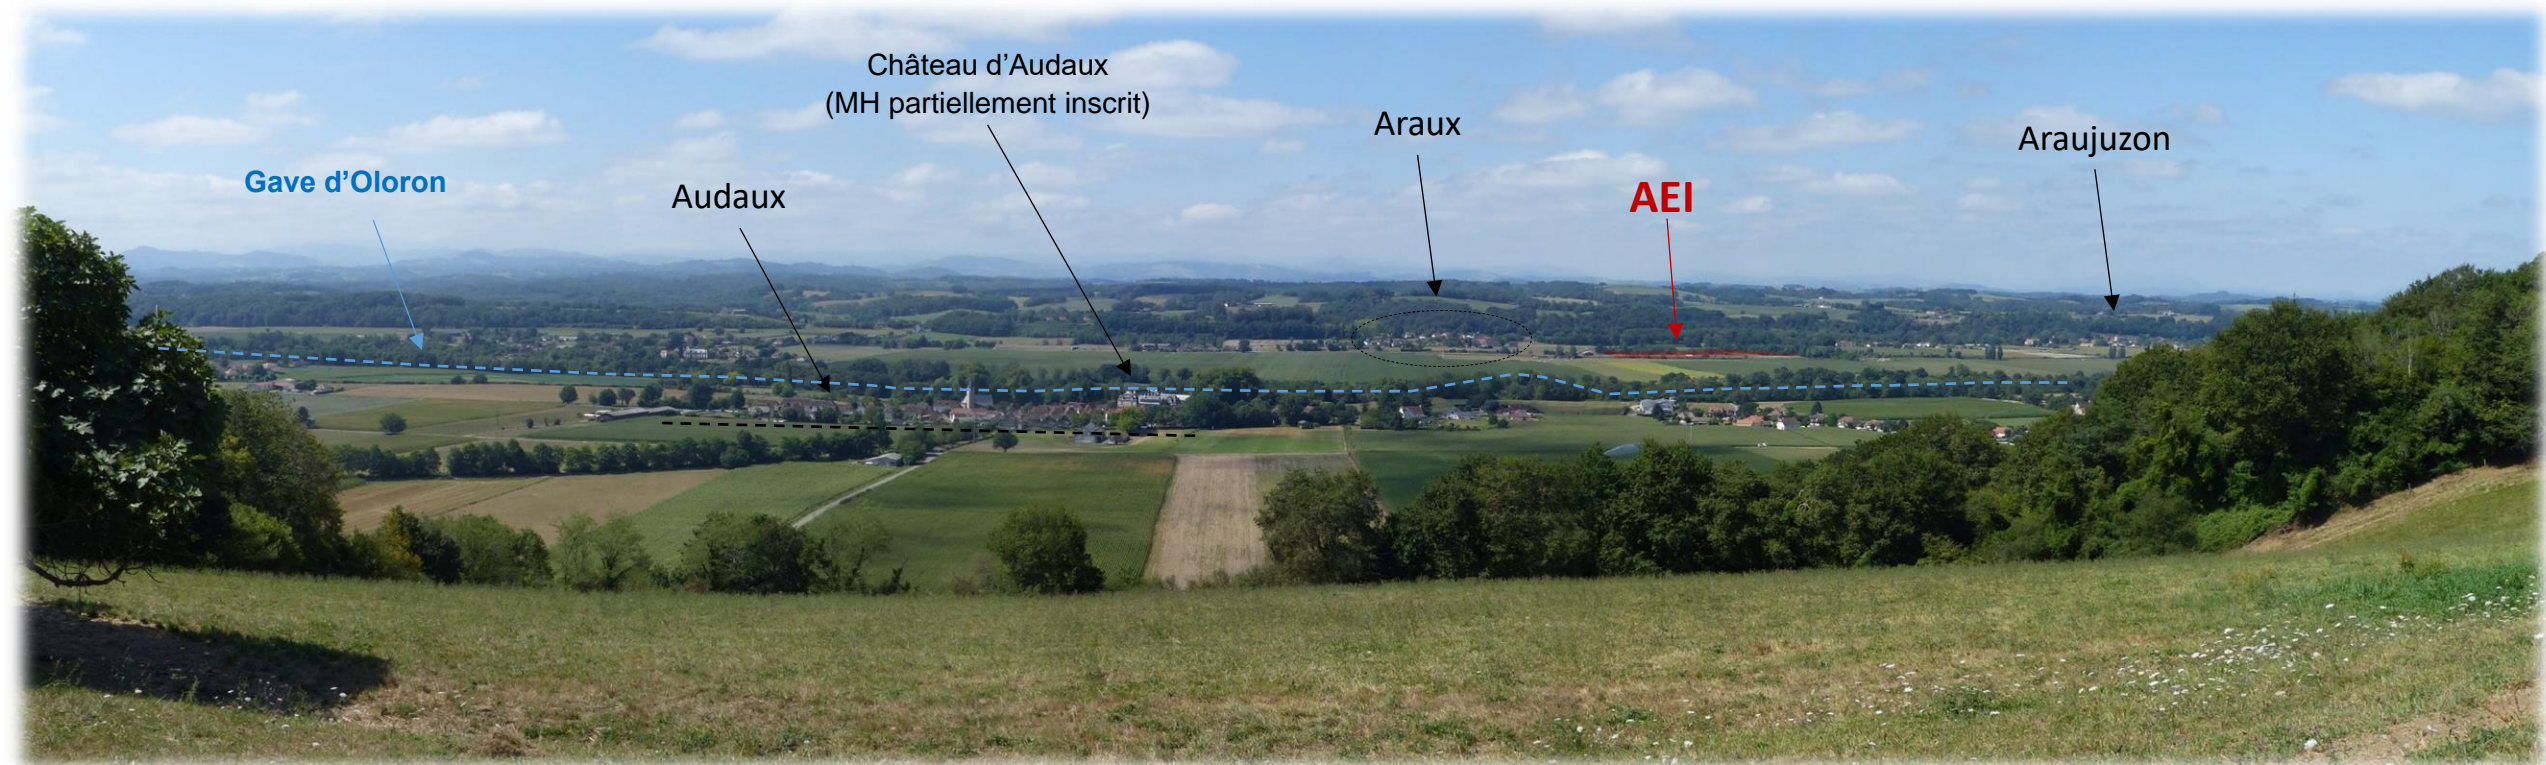 Château d’Audaux
(MH partiellement inscrit)
Araux
Araujuzon
Gave d’Oloron
Audaux
AEI